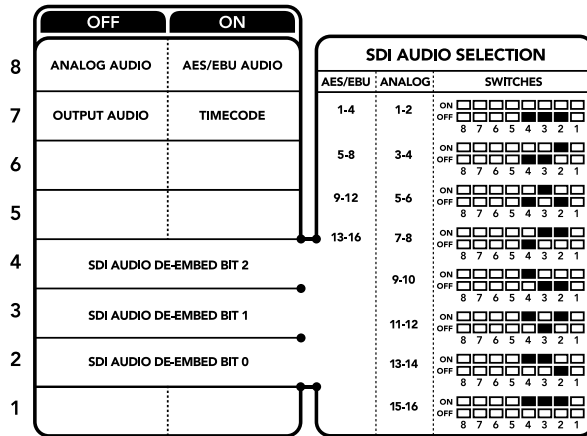 OFF ON
8 ANALOG AUDIO AES/EBU AUDIO
7 OUTPUT AUDIO TIMECODE
6
5
4 SDI AUDIO DE-EMBED BIT 2
3 SDI AUDIO DE-EMBED BIT 1
2 SDI AUDIO DE-EMBED BIT 0
1
SDI AUDIO SELECTION
AES/EBU ANALOG SWITCHES
1-4 1-2 ON
OFF
8 7 6 5 4 3 2 1
5-8 3-4 ON
OFF
8 7 6 5 4 3 2 1
9-12 5-6 ON
OFF
8 7 6 5 4 3 2 1
13-16 7-8 ON
OFF
8 7 6 5 4 3 2 1
9-10 ON
OFF
8 7 6 5 4 3 2 1
11-12 ON
OFF
8 7 6 5 4 3 2 1
13-14 ON
OFF
8 7 6 5 4 3 2 1
15-16 ON
OFF
8 7 6 5 4 3 2 1